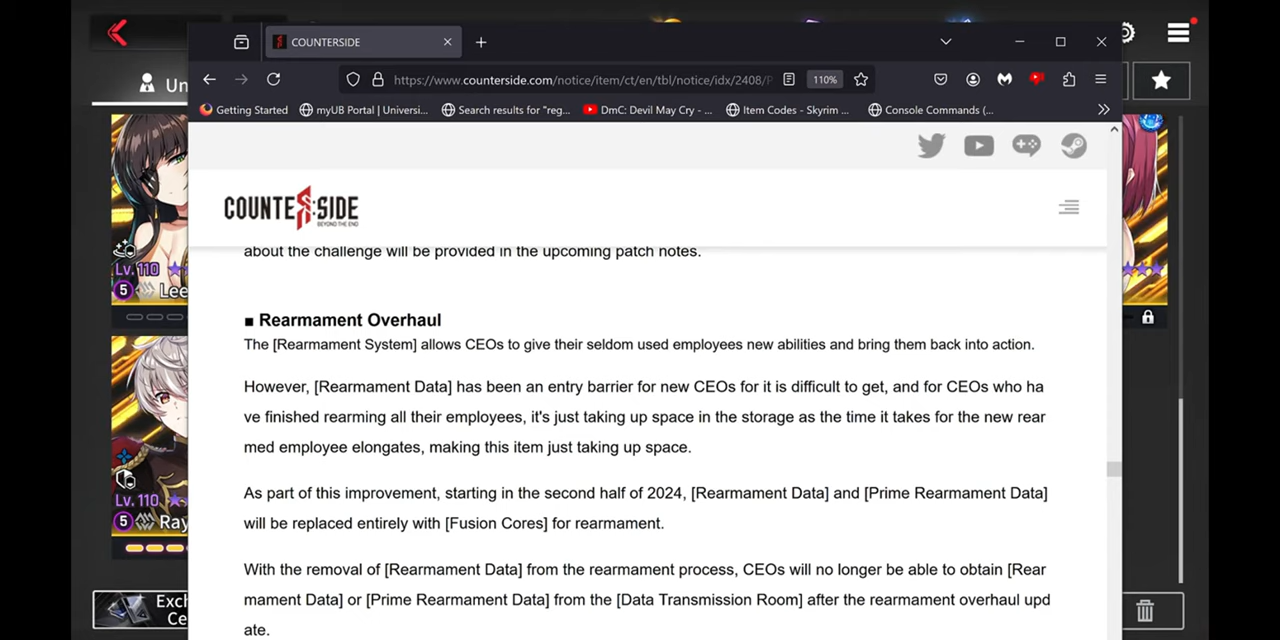 COUNTERSIDE
https://www.counterside.com/notice/item/ct/en/tbl/notice/idx/2408/
110%
Getting Started
myUB Portal | Universi...
Search results for "reg...
DmC: Devil May Cry - ...
Item Codes - Skyrim ...
Console Commands (...
Un
COUNTERSIDE
BEYOND THE END
about the challenge will be provided in the upcoming patch notes.
■ Rearmament Overhaul
The [Rearmament System] allows CEOs to give their seldom used employees new abilities and bring them back into action.
However, [Rearmament Data] has been an entry barrier for new CEOs for it is difficult to get, and for CEOs who ha
ve finished rearming all their employees, it's just taking up space in the storage as the time it takes for the new rear
med employee elongates, making this item just taking up space.
As part of this improvement, starting in the second half of 2024, [Rearmament Data] and [Prime Rearmament Data]
will be replaced entirely with [Fusion Cores] for rearmament.
With the removal of [Rearmament Data] from the rearmament process, CEOs will no longer be able to obtain [Rear
mament Data] or [Prime Rearmament Data] from the [Data Transmission Room] after the rearmament overhaul upd
ate.
Lv. 110
5 Lee
Lv. 110
5 Ray
Exc
Ce